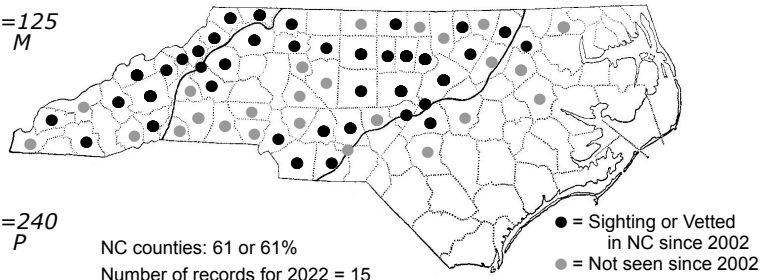 =125
M
=240
P
NC counties: 61 or 61%
Number of records for 2022 = 15
● = Sighting or Vetted
in NC since 2002
● = Not seen since 2002